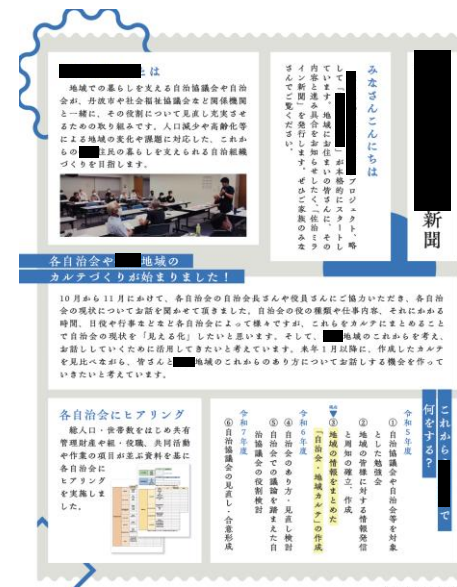 新聞
みなさんこんにちは
プロジェクト、略
して「」が本格的にスタートし
ています。地域にお住まいの皆さんに、その
内容と進み具合をお知らせしたく、「佐治ミラ
イン新聞」を発行します。ぜひご家族のみな
さんでご覧ください。
とは
地域での暮らしを支える自治協議会や自治
会が、丹波市や社会福祉協議会など関係機関
と一緒に、その役割について見直し充実させ
るための取り組みです。人口減少や高齢化等
による地域の変化や課題に対応した、これか
らの住民の暮らしを支えられる自治組織
づくりを目指します。
各自治会や地域の
カルテづくりが始まりました！
10月から11月にかけて、各自治会の自治会長さんや役員さんにご協力いただき、各自治
会の現状についてお話を聞かせて頂きました。自治会の役の種類や仕事内容、それにかかる
時間、日役や行事などなど各自治会によって様々ですが、これらをカルテにまとめること
で自治会の現状を「見える化」したいと思います。そして、地域のこれからを考え、
お話ししていくために活用してきたいと考えています。来年1月以降に、作成したカルテ
を見比べながら、皆さんと地域のこれからのあり方についてお話しする機会を作って
いきたいと考えています。
これからで
何をする？
令和5年度
①自治協議会や自治会等を対象
とした勉強会
②地域の皆様に対する情報発信
と周知の確立、作成
③地域の情報をまとめた
「自治会・地域カルテ」の作成
令和6年度
④自治会のあり方・見直し検討
⑤自治会での議論を踏まえた自
治協議会の役割検討
令和7年度
⑥自治協議会の見直し・合意形成
各自治会にヒアリング
総人口・世帯数をはじめ共有
管理財産や組・役職、共同活動
や作業の項目が並ぶ資料を基に
各自治会に
ヒアリング
を実施しま
した。